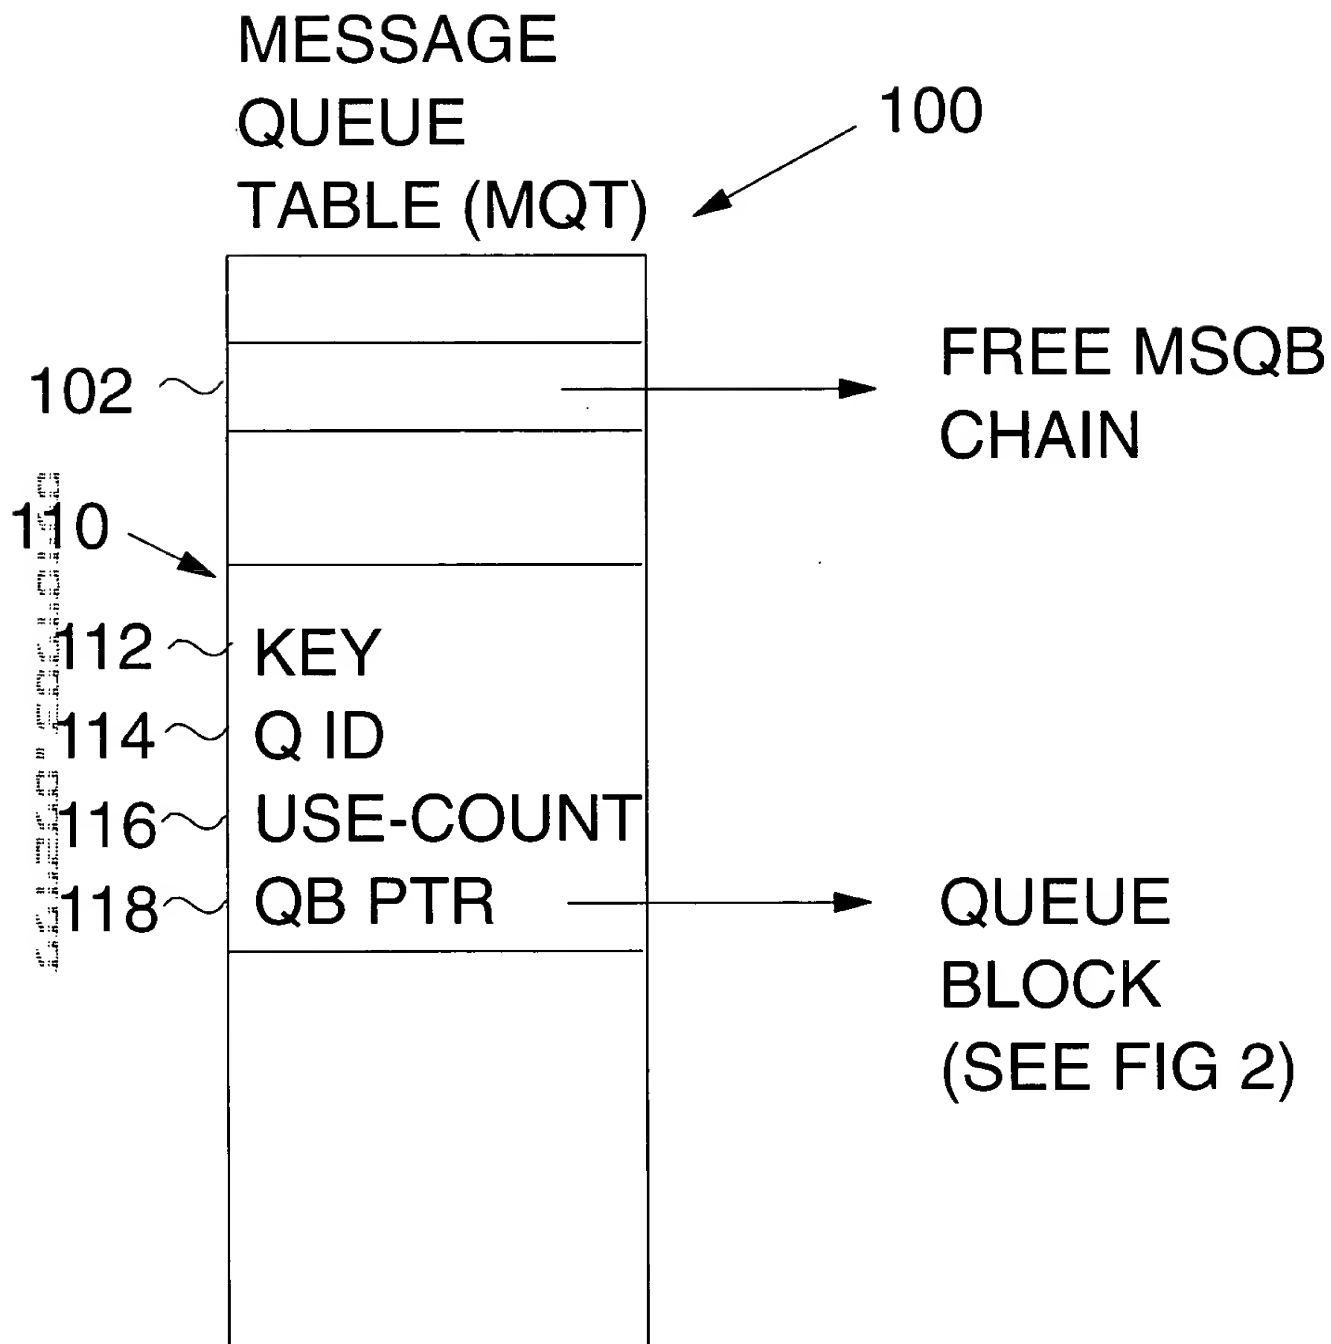 MESSAGE
QUEUE
TABLE (MQT)
100
102
FREE MSQB
CHAIN
110
112 KEY
114 Q ID
116 USE-COUNT
118 QB PTR
QUEUE
BLOCK
(SEE FIG 2)